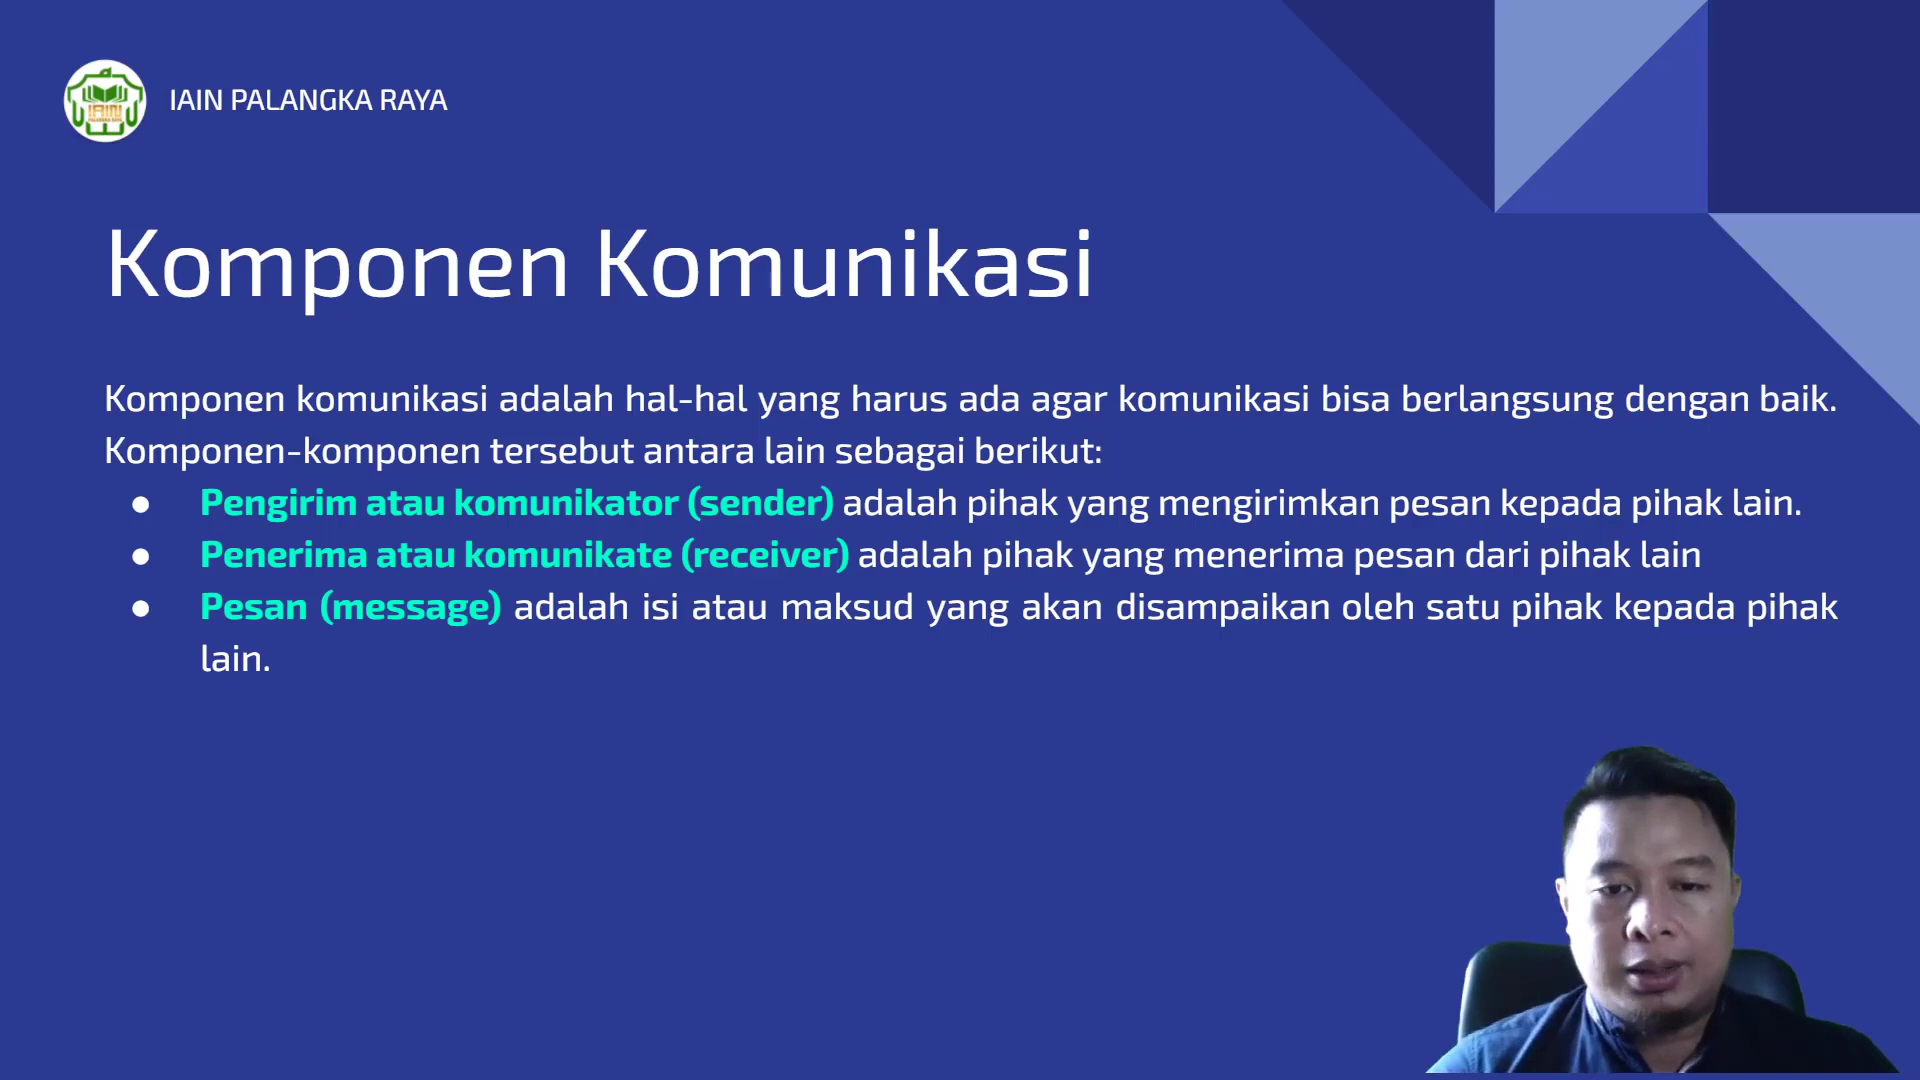 IAIN PALANGKA RAYA
Komponen Komunikasi
Komponen komunikasi adalah hal-hal yang harus ada agar komunikasi bisa berlangsung dengan baik.
Komponen-komponen tersebut antara lain sebagai berikut:
● Pengirim atau komunikator (sender) adalah pihak yang mengirimkan pesan kepada pihak lain.
● Penerima atau komunikate (receiver) adalah pihak yang menerima pesan dari pihak lain
● Pesan (message) adalah isi atau maksud yang akan disampaikan oleh satu pihak kepada pihak
lain.